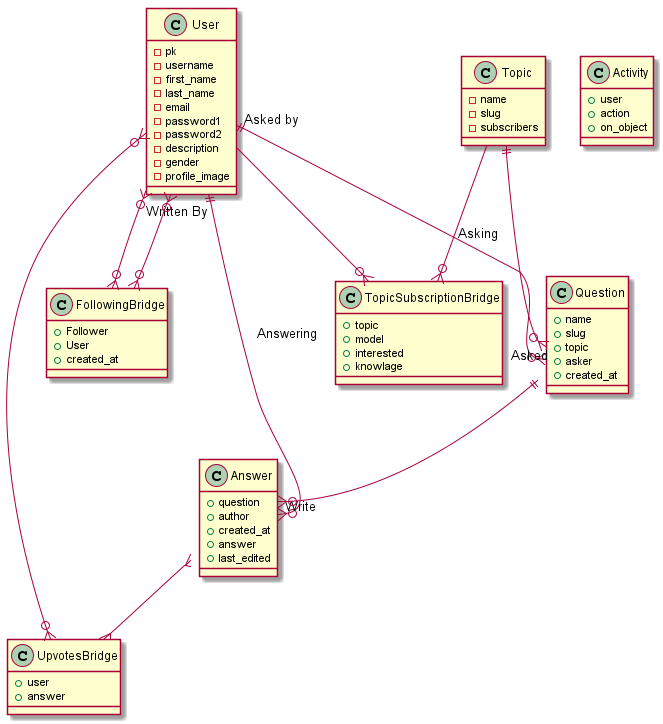 C User
pk
username
first_name
last_name
email
password1
password2
description
gender
profile_image
C Topic
name
slug
subscribers
C Activity
user
action
on_object
Asked by
Written By
Asking
C FollowingBridge
Follower
User
created_at
C TopicSubscriptionBridge
topic
model
interested
knowlage
C Question
name
slug
topic
asker
created_at
Answering
Asked
C Answer
question
author
created_at
answer
last_edited
Write
C UpvotesBridge
user
answer